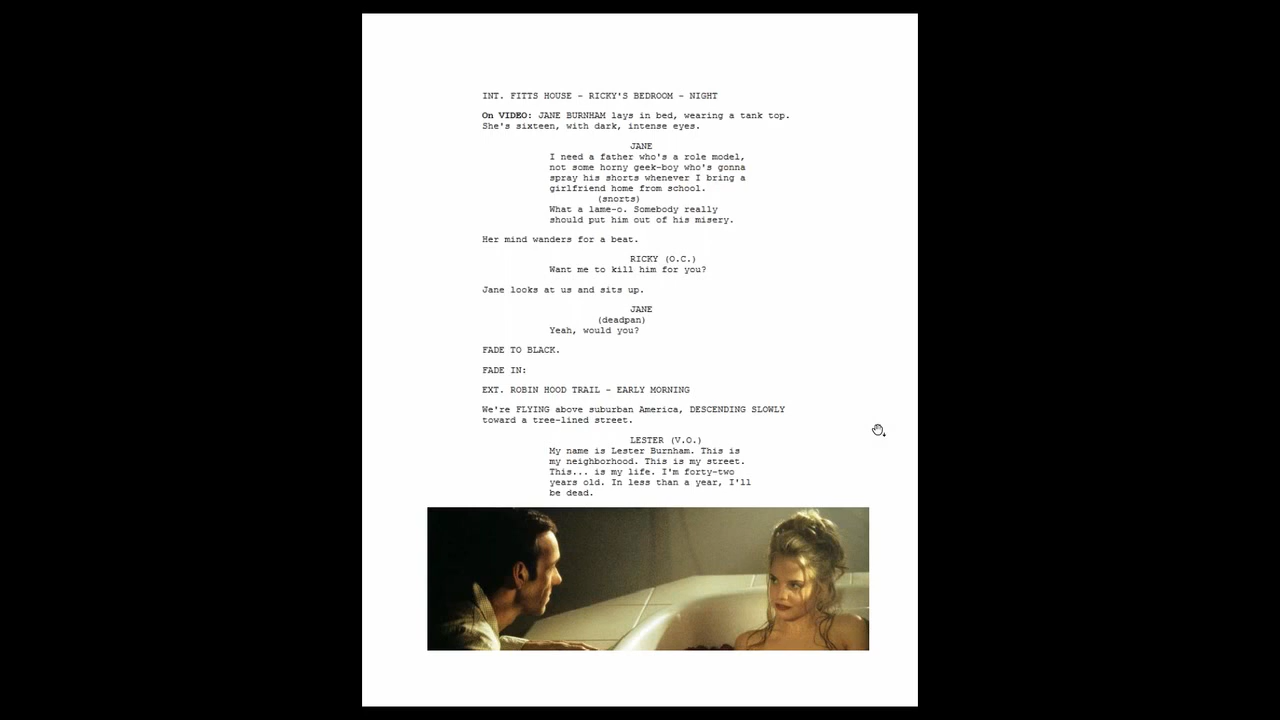 INT. FITTS HOUSE - RICKY'S BEDROOM - NIGHT
On VIDEO: JANE BURNHAM lays in bed, wearing a tank top.
She's sixteen, with dark, intense eyes.
JANE
I need a father who's a role model,
not some horny geek-boy who's gonna
spray his shorts whenever I bring a
girlfriend home from school.
(snorts)
What a lame-o. Somebody really
should put him out of his misery.
Her mind wanders for a beat.
RICKY (O.C.)
Want me to kill him for you?
Jane looks at us and sits up.
JANE
(deadpan)
Yeah, would you?
FADE TO BLACK.
FADE IN:
EXT. ROBIN HOOD TRAIL - EARLY MORNING
We're FLYING above suburban America, DESCENDING SLOWLY
toward a tree-lined street.
LESTER (V.O.)
My name is Lester Burnham. This is
my neighborhood. This is my street.
This... is my life. I'm forty-two
years old. In less than a year, I'll
be dead.